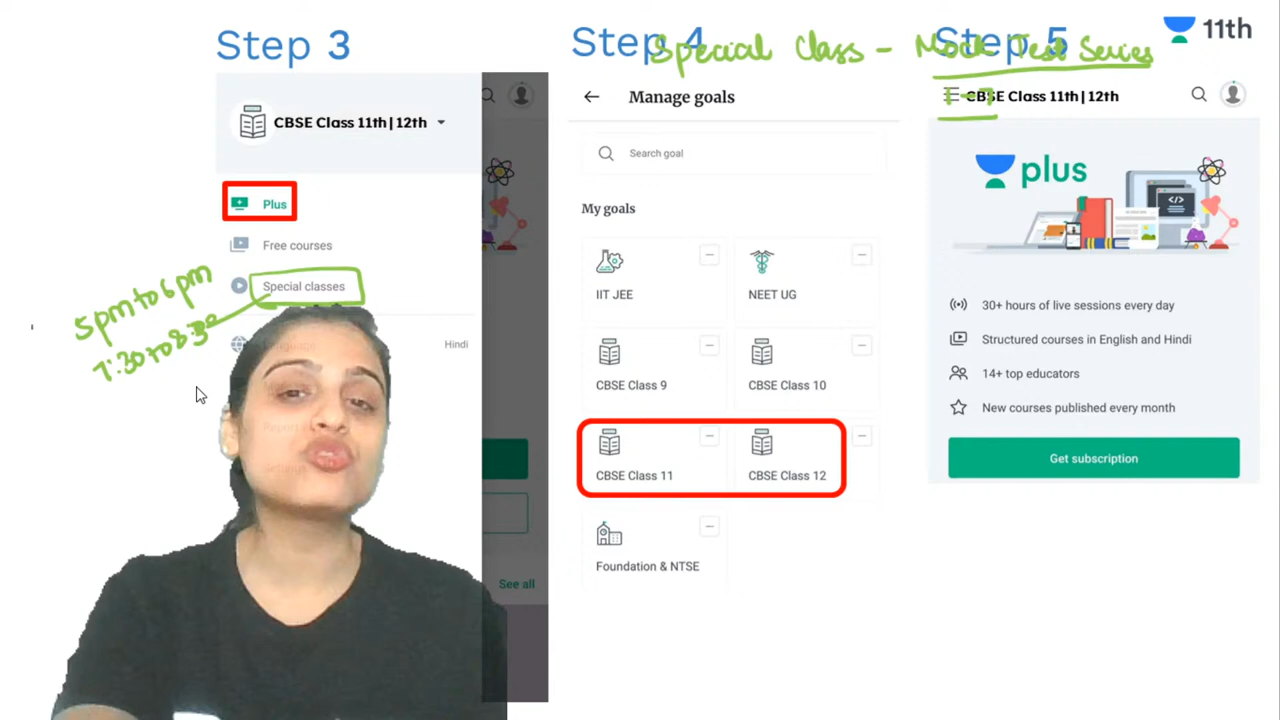 Step 3
Step 4
Step 5
11th
Special Class - Mock Test Series
1-7
CBSE Class 11th|12th
Plus
Free courses
Special classes
Hindi
See all
5pm to 6pm
7:30 to 8:30
Manage goals
Search goal
My goals
IIT JEE
NEET UG
CBSE Class 9
CBSE Class 10
CBSE Class 11
CBSE Class 12
Foundation & NTSE
CBSE Class 11th|12th
plus
30+ hours of live sessions every day
Structured courses in English and Hindi
14+ top educators
New courses published every month
Get subscription